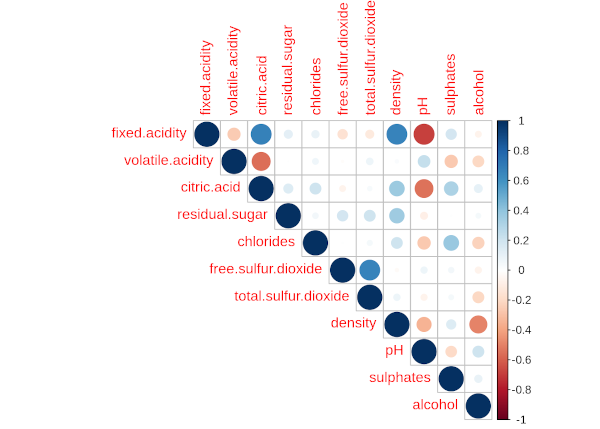 fixed.acidity
volatile.acidity
citric.acid
residual.sugar
chlorides
free.sulfur.dioxide
total.sulfur.dioxide
density
pH
sulphates
alcohol
fixed.acidity
volatile.acidity
citric.acid
residual.sugar
chlorides
free.sulfur.dioxide
total.sulfur.dioxide
density
pH
sulphates
alcohol
1
0.8
0.6
0.4
0.2
0
-0.2
-0.4
-0.6
-0.8
-1